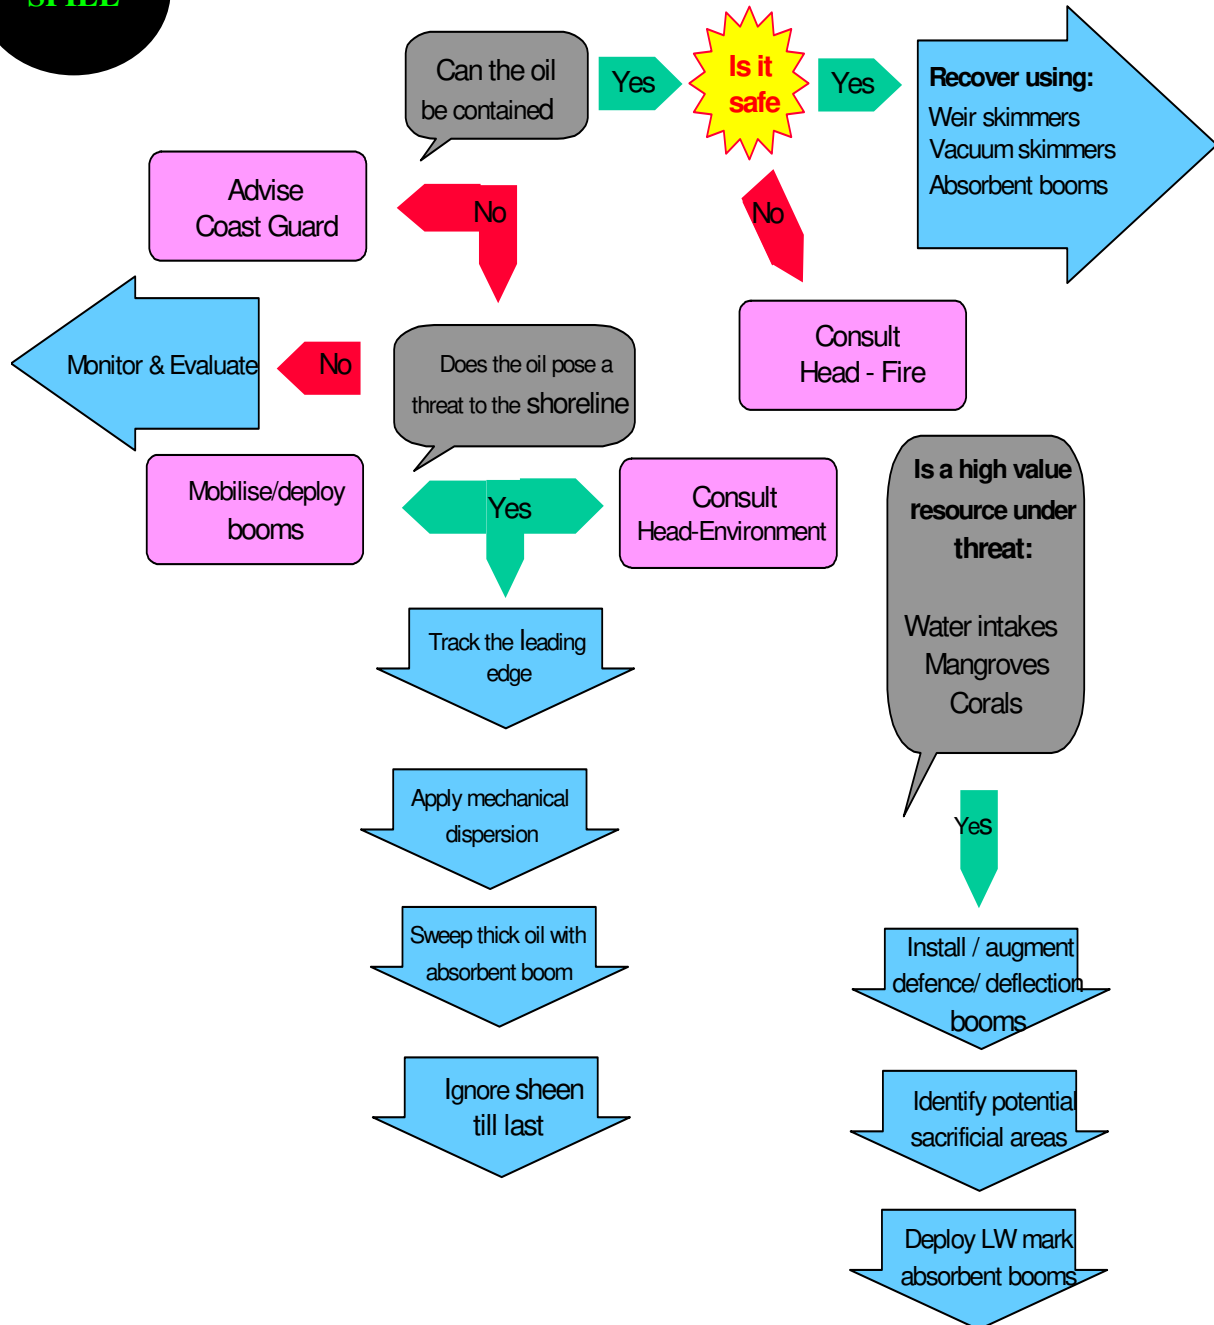 SPILL
Can the oil
be contained
Yes
Is it
safe
Yes
Recover using:
Weir skimmers
Vacuum skimmers
Absorbent booms
Advise
Coast Guard
No
No
Consult
Head - Fire
Monitor & Evaluate
No
Does the oil pose a
threat to the shoreline
Mobilise/deploy
booms
Yes
Consult
Head-Environment
Is a high value
resource under
threat:
Water intakes
Mangroves
Corals
Track the leading
edge
Apply mechanical
dispersion
Yes
Sweep thick oil with
absorbent boom
Install / augment
defence/ deflection
booms
Ignore sheen
till last
Identify potential
sacrificial areas
Deploy LW mark
absorbent booms